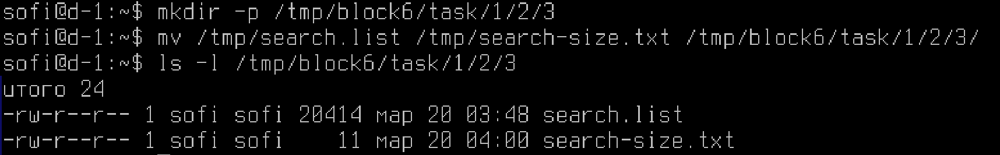 sofi@d-1:~$ mkdir -p /tmp/block6/task/1/2/3
sofi@d-1:~$ mv /tmp/search.list /tmp/search-size.txt /tmp/block6/task/1/2/3/
sofi@d-1:~$ ls -l /tmp/block6/task/1/2/3
итого 24
-rw-r--r-- 1 sofi sofi 20414 мар 20 03:48 search.list
-rw-r--r-- 1 sofi sofi    11 мар 20 04:00 search-size.txt